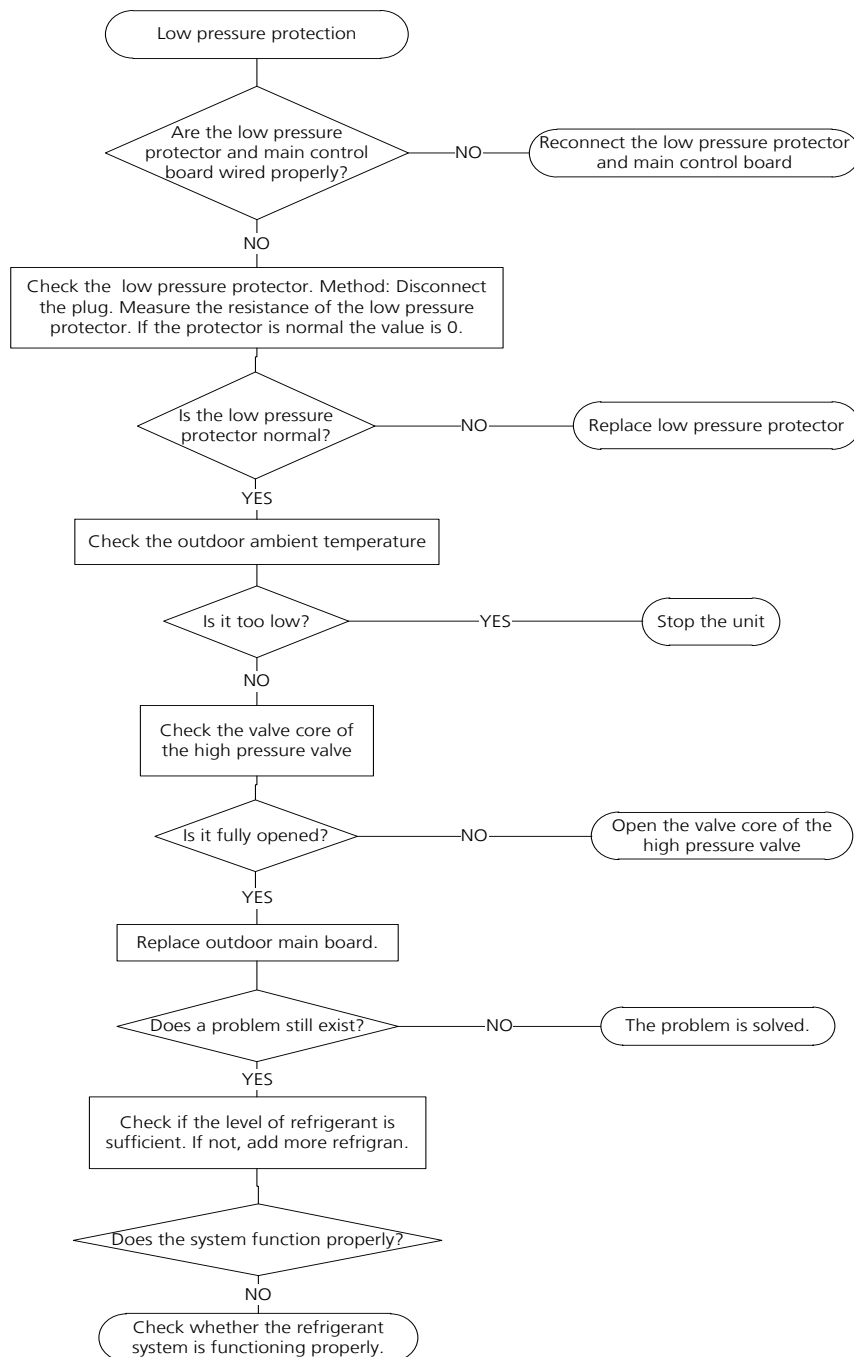 Low pressure protection
Are the low pressure
protector and main control
board wired properly?
NO
Reconnect the low pressure protector
and main control board
NO
Check the low pressure protector. Method: Disconnect
the plug. Measure the resistance of the low pressure
protector. If the protector is normal the value is 0.
Is the low pressure
protector normal?
NO
Replace low pressure protector
YES
Check the outdoor ambient temperature
Is it too low?
YES
Stop the unit
NO
Check the valve core of
the high pressure valve
Is it fully opened?
NO
Open the valve core of the
high pressure valve
YES
Replace outdoor main board.
Does a problem still exist?
NO
The problem is solved.
YES
Check if the level of refrigerant is
sufficient. If not, add more refrigran.
Does the system function properly?
NO
Check whether the refrigerant
system is functioning properly.